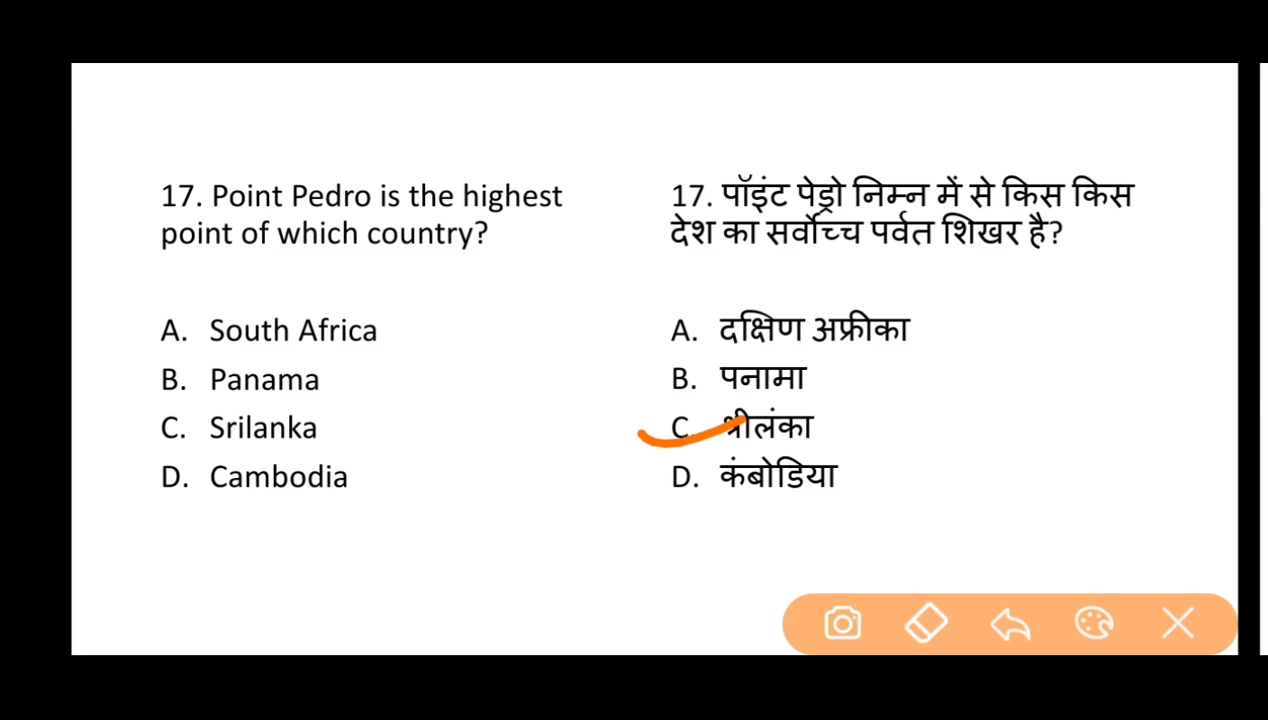 17. Point Pedro is the highest
point of which country?
A. South Africa
B. Panama
C. Srilanka
D. Cambodia
17. पॉइंट पेड्रो निम्न में से किस किस
देश का सर्वोच्च पर्वत शिखर है?
A. दक्षिण अफ्रीका
B. पनामा
C. श्रीलंका
D. कंबोडिया